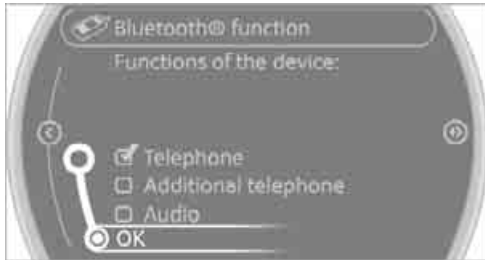 Bluetooth® function
Functions of the device:
Telephone
Additional telephone
Audio
OK